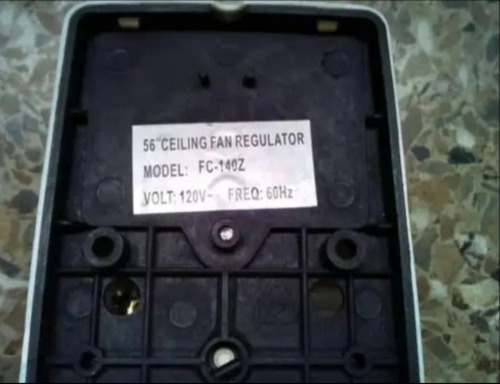 56"CEILING FAN REGULATOR
MODEL: FC-140Z
VOLT: 120V~ FREQ: 60Hz